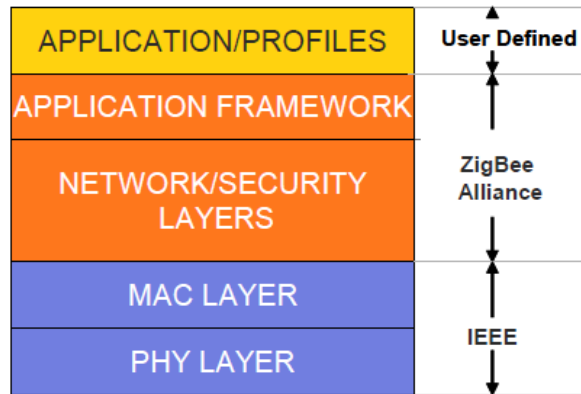 APPLICATION/PROFILES
User Defined
APPLICATION FRAMEWORK
NETWORK/SECURITY
LAYERS
ZigBee
Alliance
MAC LAYER
PHY LAYER
IEEE